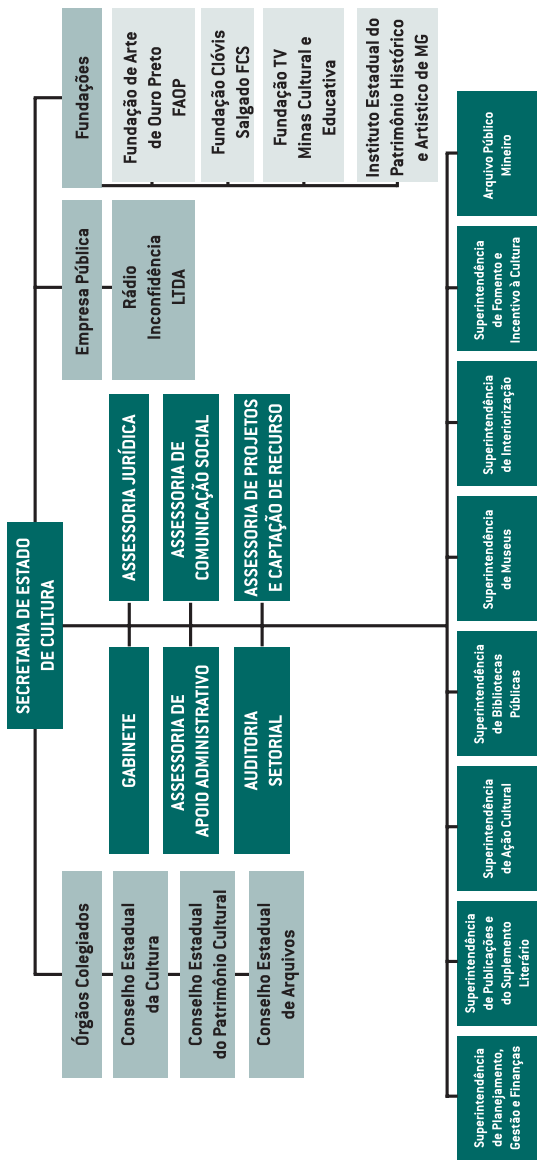 SECRETARIA DE ESTADO
DE CULTURA
Órgãos Colegiados
Conselho Estadual
da Cultura
Conselho Estadual
do Patrimônio Cultural
Conselho Estadual
de Arquivos
GABINETE
ASSESSORIA DE
APOIO ADMINISTRATIVO
AUDITORIA
SETORIAL
ASSESSORIA JURÍDICA
ASSESSORIA DE
COMUNICAÇÃO SOCIAL
ASSESSORIA DE PROJETOS
E CAPTAÇÃO DE RECURSO
Empresa Pública
Rádio
Inconfidência
LTDA
Fundações
Fundação de Arte
de Ouro Preto
FAOP
Fundação Clóvis
Salgado FCS
Fundação TV
Minas Cultural e
Educativa
Instituto Estadual do
Patrimônio Histórico
e Artistico de MG
Superintendência
de Planejamento,
Gestão e Finanças
Superintendência
de Publicações e
do Suplemento
Literário
Superintendência
de Ação Cultural
Superintendência
de Bibliotecas
Públicas
Superintendência
de Museus
Superintendência
de Interiorização
Superintendência
de Fomento e
Incentivo à Cultura
Arquivo Público
Mineiro